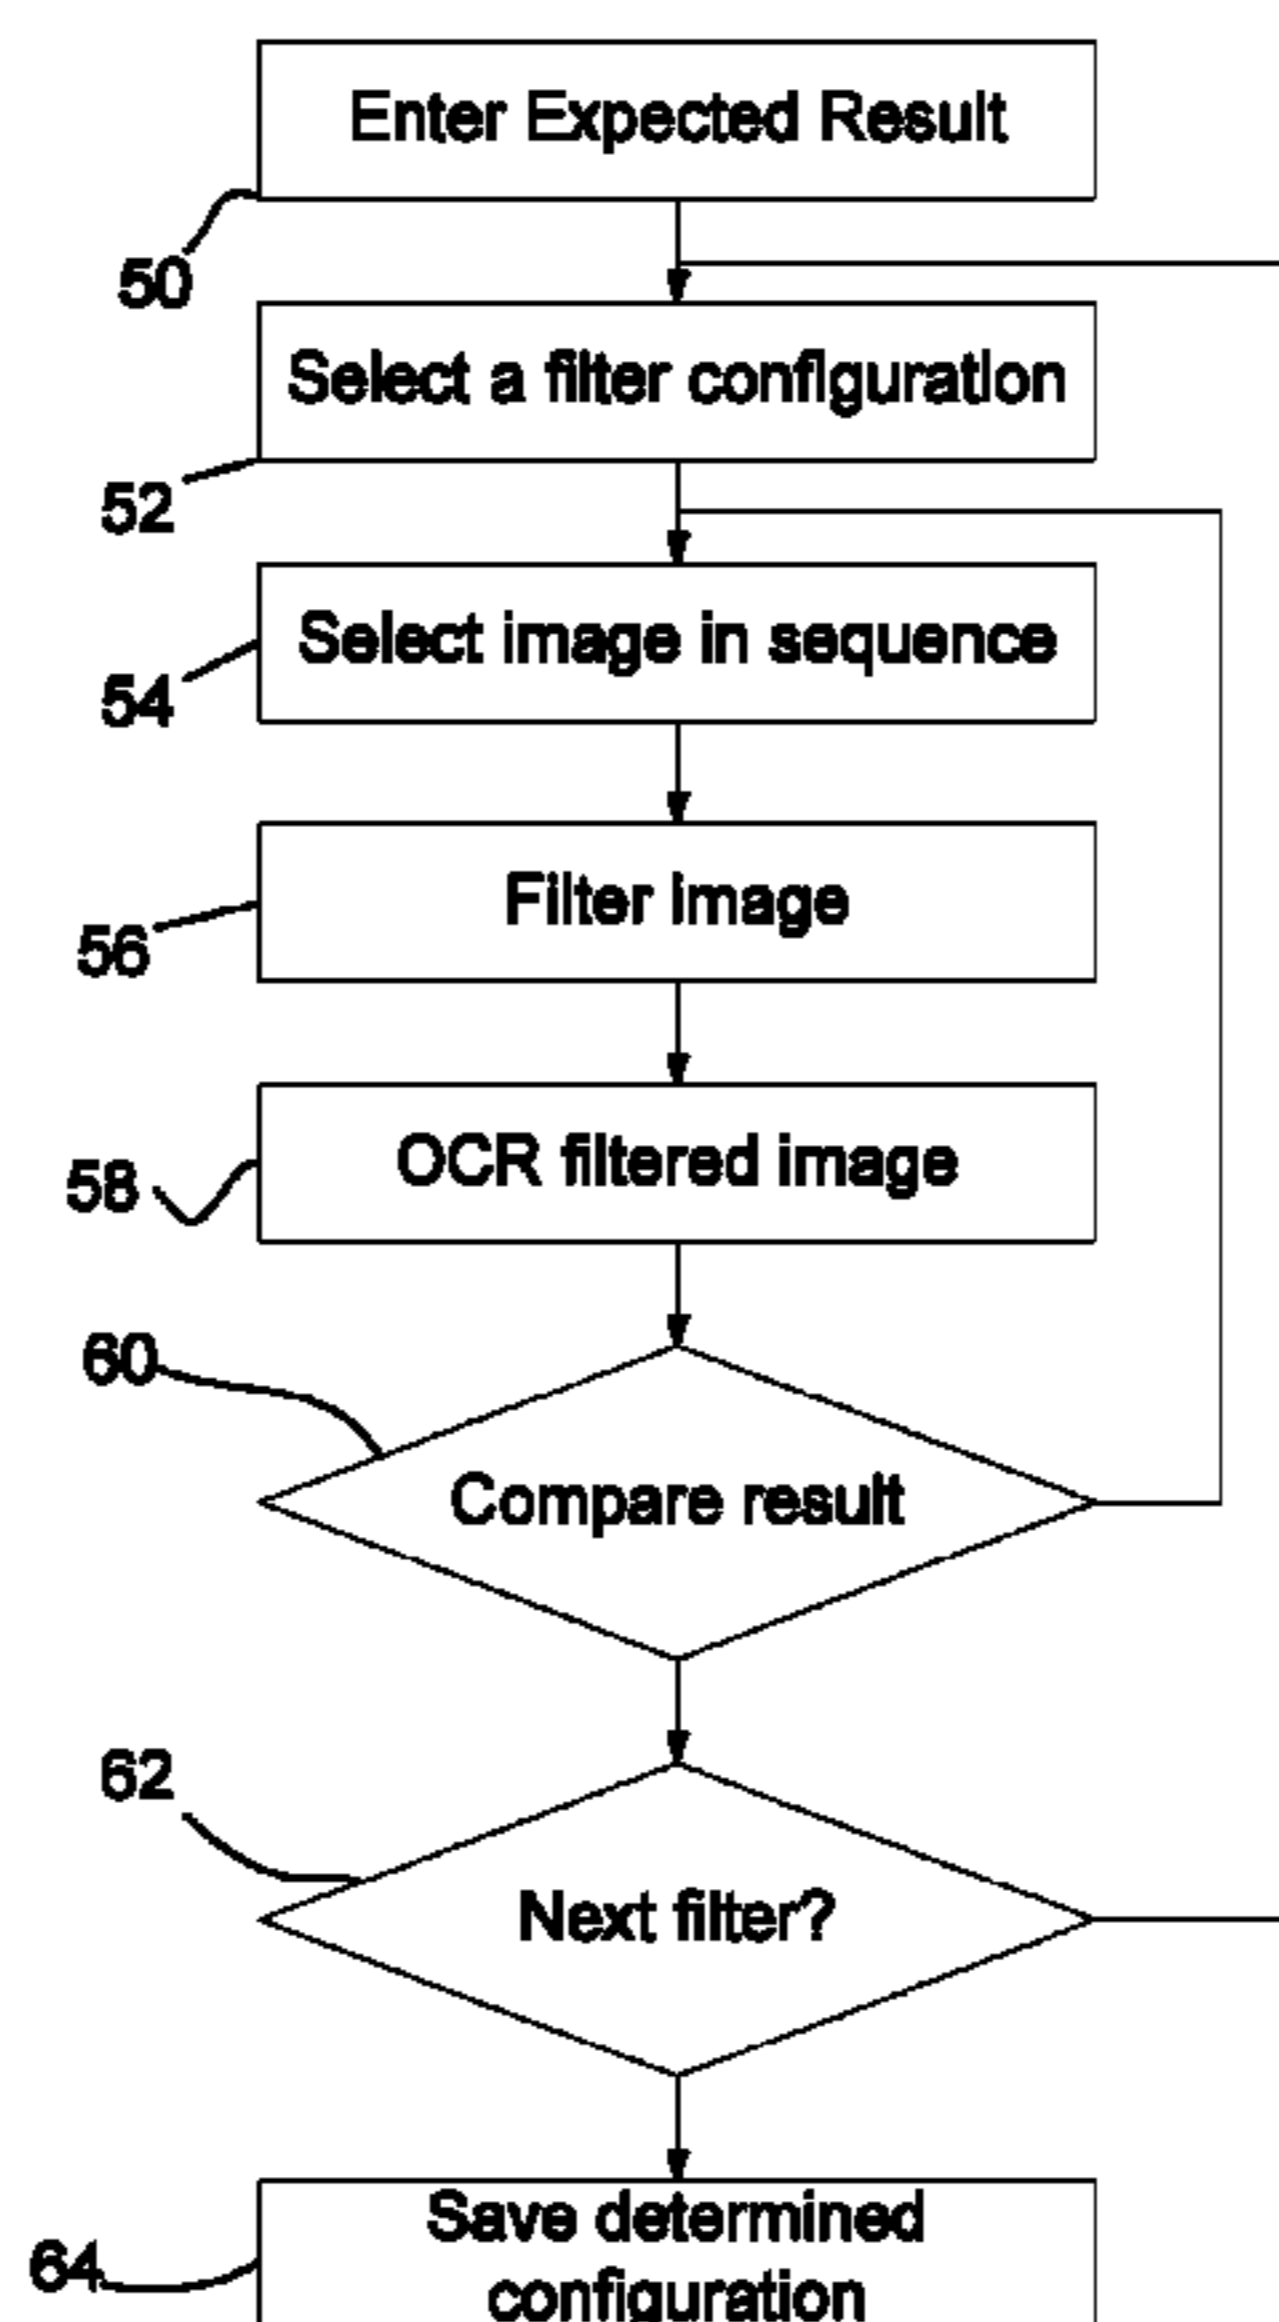 Enter Expected Result
50
Select a filter configuration
52
Select image in sequence
54
Filter image
56
OCR filtered image
58
60
Compare result
62
Next filter?
Save determined
configuration
64